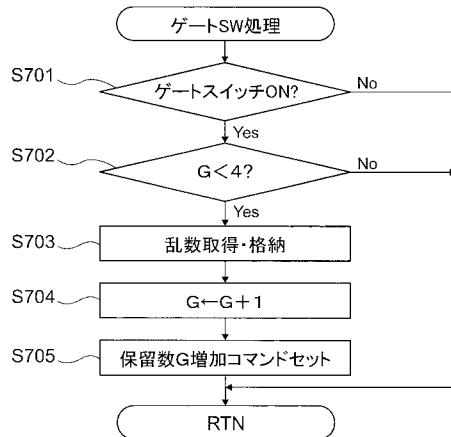 ゲートSW処理
S701
ゲートスイッチON?
No
Yes
S702
G<4?
No
Yes
S703
乱数取得・格納
S704
G←G+1
S705
保留数G増加コマンドセット
RTN